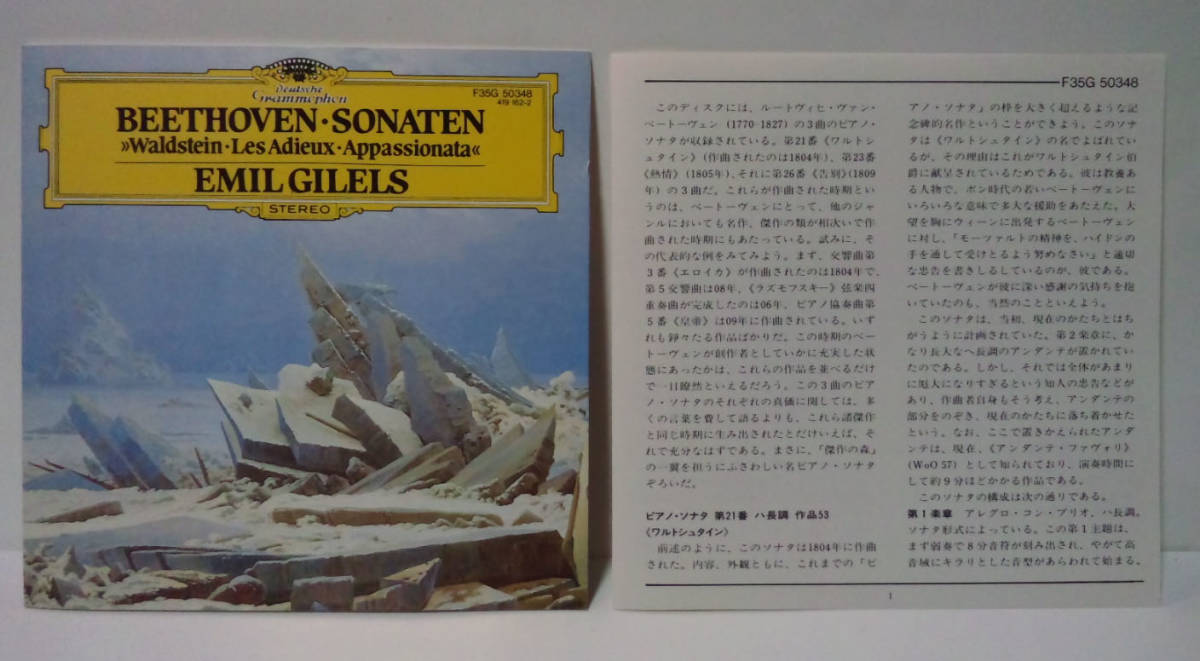 Deutsche
Grammophon
F35G 50348
419 162-2
BEETHOVEN・SONATEN
»Waldstein・Les Adieux・Appassionata«
EMIL GILELS
STEREO
F35G 50348
このディスクには、ルートヴィヒ・ヴァン・
ベートーヴェン (1770-1827) の3曲のピアノ・
ソナタが収録されている。第21番《ワルトシ
ュタイン》(作曲されたのは1804年)、第23番
《熱情》(1805年)、それに第26番《告別》(1809
年) の3曲だ。これらが作曲された時期とい
うのは、ベートーヴェンにとって、他のジャ
ンルにおいても名作、傑作の類が相次いで作
曲された時期にもあたっている。試みに、そ
の代表的な例をみてみよう。まず、交響曲第
3番《エロイカ》が作曲されたのは1804年で、
第5交響曲は08年、《ラズモフスキー》弦楽四
重奏曲が完成したのは06年、ピアノ協奏曲第
5番《皇帝》は09年に作曲されている。いず
れも錚々たる作品ばかりだ。この時期のベー
トーヴェンが創作者としていかに充実した状
態にあったかは、これらの作品を並べるだけ
で一目瞭然といえるだろう。この3曲のピア
ノ・ソナタのそれぞれの真価に関しては、多
くの言葉を費して語るよりも、これら諸傑作
と同じ時期に生み出されたとだけいえば、そ
れで充分なはずである。まさに、「傑作の森」
の一翼を担うにふさわしい名ピアノ・ソナタ
ぞろいだ。
ピアノ・ソナタ 第21番 ハ長調 作品53
《ワルトシュタイン》
前述のように、このソナタは1804年に作曲
された。内容、外観ともに、これまでの「ピ
アノ・ソナタ」の枠を大きく超えるような記
念碑的名作ということができよう。このソナ
タは《ワルトシュタイン》の名でよばれてい
るが、その理由はこれがワルトシュタイン伯
爵に献呈されているためである。彼は教養あ
る人物で、ボン時代の若いベートーヴェンに
いろいろな意味で多大な援助をあたえた。大
望を胸にウィーンに出発するベートーヴェン
に対し、「モーツァルトの精神を、ハイドンの
手を通して受けとるよう努めなさい」と適切
な忠告を書きしるしているのが、彼である。
ベートーヴェンが彼に深い感謝の気持ちを抱
いていたのも、当然のことといえよう。
このソナタは、当初、現在のかたちとはち
がうように計画されていた。第2楽章に、か
なり長大なヘ長調のアンダンテが置かれてい
たのである。しかし、それでは全体があまり
に厖大になりすぎるという知人の忠告などが
あり、作曲者自身もそう考え、アンダンテの
部分をのぞき、現在のかたちに落ち着かせた
という。なお、ここで置きかえられたアンダ
ンテは、現在、《アンダンテ・ファヴォリ》
(WoO 57) として知られており、演奏時間に
して約9分ほどかかる作品である。
このソナタの構成は次の通りである。
第1楽章 アレグロ・コン・ブリオ、ハ長調。
ソナタ形式によっている。この第1主題は、
まず弱奏で8分音符が刻み出され、やがて高
音域にキラリとした音型があらわれて始まる。
1